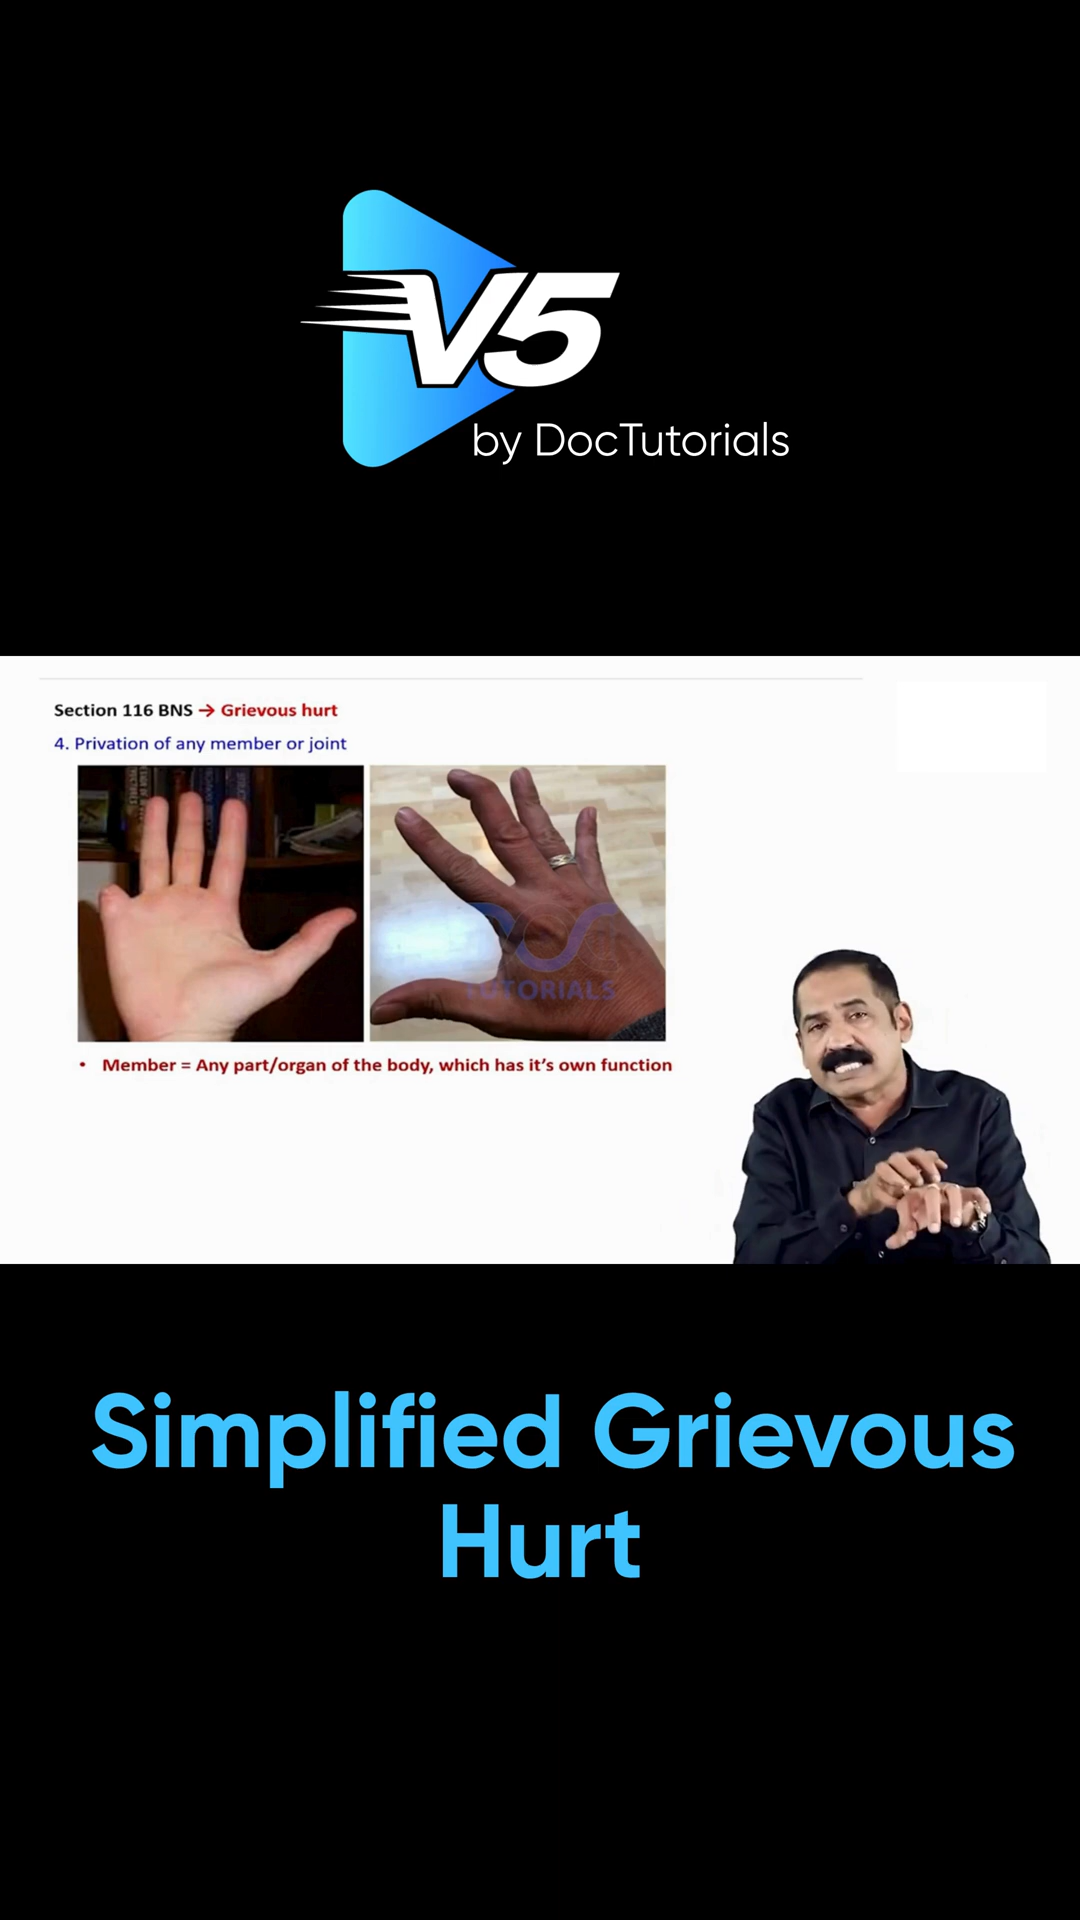 V5
by DocTutorials
Section 116 BNS → Grievous hurt
4. Privation of any member or joint
TUTORIALS
• Member = Any part/organ of the body, which has it's own function
Simplified Grievous
Hurt